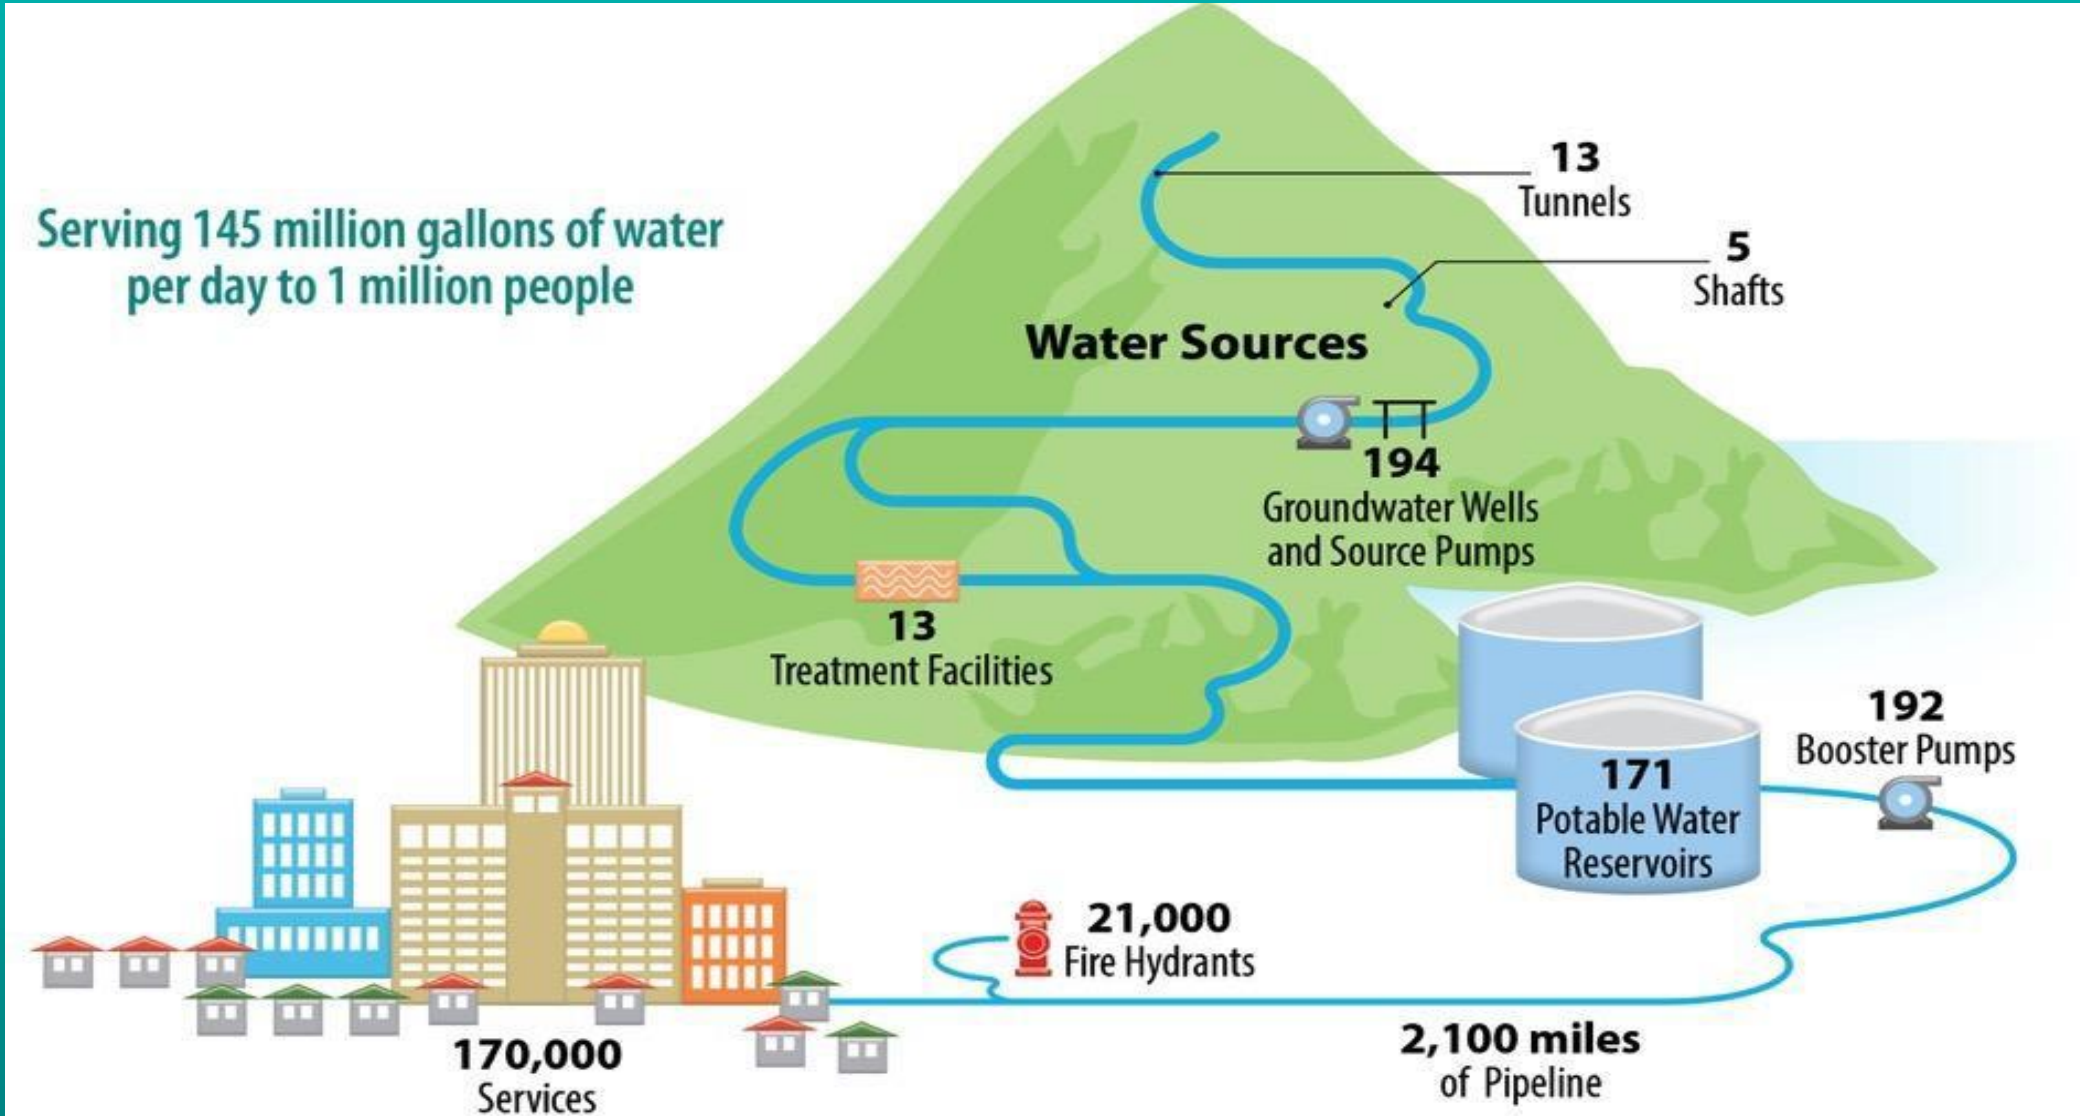 Serving 145 million gallons of water
per day to 1 million people
13
Tunnels
5
Shafts
Water Sources
194
Groundwater Wells
and Source Pumps
13
Treatment Facilities
192
Booster Pumps
171
Potable Water
Reservoirs
21,000
Fire Hydrants
2,100 miles
of Pipeline
170,000
Services